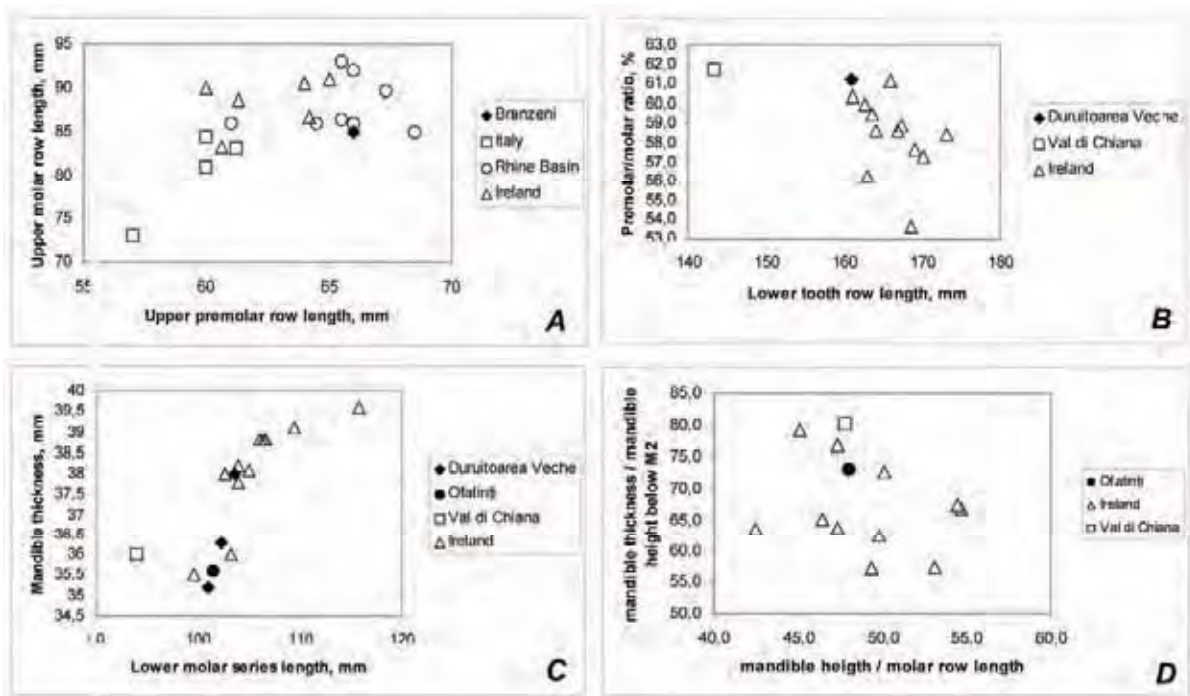 Upper molar row length, mm
95
90
85
80
75
70
55
60
65
70
Upper premolar row length, mm
Branzeni
Italy
Rhine Basin
Ireland
A
Premolar/molar ratio, %
63,0
62,0
61,0
60,0
59,0
58,0
57,0
56,0
55,0
54,0
53,0
140
150
160
170
180
Lower tooth row length, mm
Duruitoarea Veche
Val di Chiana
Ireland
B
Mandible thickness, mm
40
39,5
39
38,5
38
37,5
37
36,5
36
35,5
35
34,5
100
110
120
Lower molar series length, mm
Duruitoarea Veche
Ofatinti
Val di Chiana
Ireland
C
mandible thickness / mandible
height below M2
85,0
80,0
75,0
70,0
65,0
60,0
55,0
50,0
40,0
45,0
50,0
55,0
60,0
mandible heigth / molar row length
Ofatinti
Ireland
Val di Chiana
D